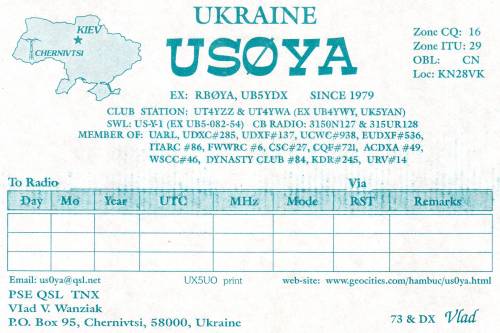 UKRAINE
KIEV
CHERNIVTSI
USØYA
Zone CQ: 16
Zone ITU: 29
OBL: CN
Loc: KN28VK
EX: RBØYA, UB5YDX SINCE 1979
CLUB STATION: UT4YZZ & UT4YWA (EX UB4YWY, UK5YAN)
SWL: US-Y-1 (EX UB5-082-54) CB RADIO: 3150N127 & 315UR128
MEMBER OF: UARL, UDXC#285, UDXF#137, UCWC#938, EUDXF#536,
ITARC #86, FWWRC #6, CSC#27, CQF#721, ACDXA #49,
WSCC#46, DYNASTY CLUB #84, KDR#245, URV#14
To Radio Via
Day Mo Year UTC MHz Mode RST Remarks
Email: us0ya@qsl.net UX5UO print web-site: www.geocities.com/hambuc/us0ya.html
PSE QSL TNX
Vlad V. Wanziak
P.O. Box 95, Chernivtsi, 58000, Ukraine
73 & DX Vlad